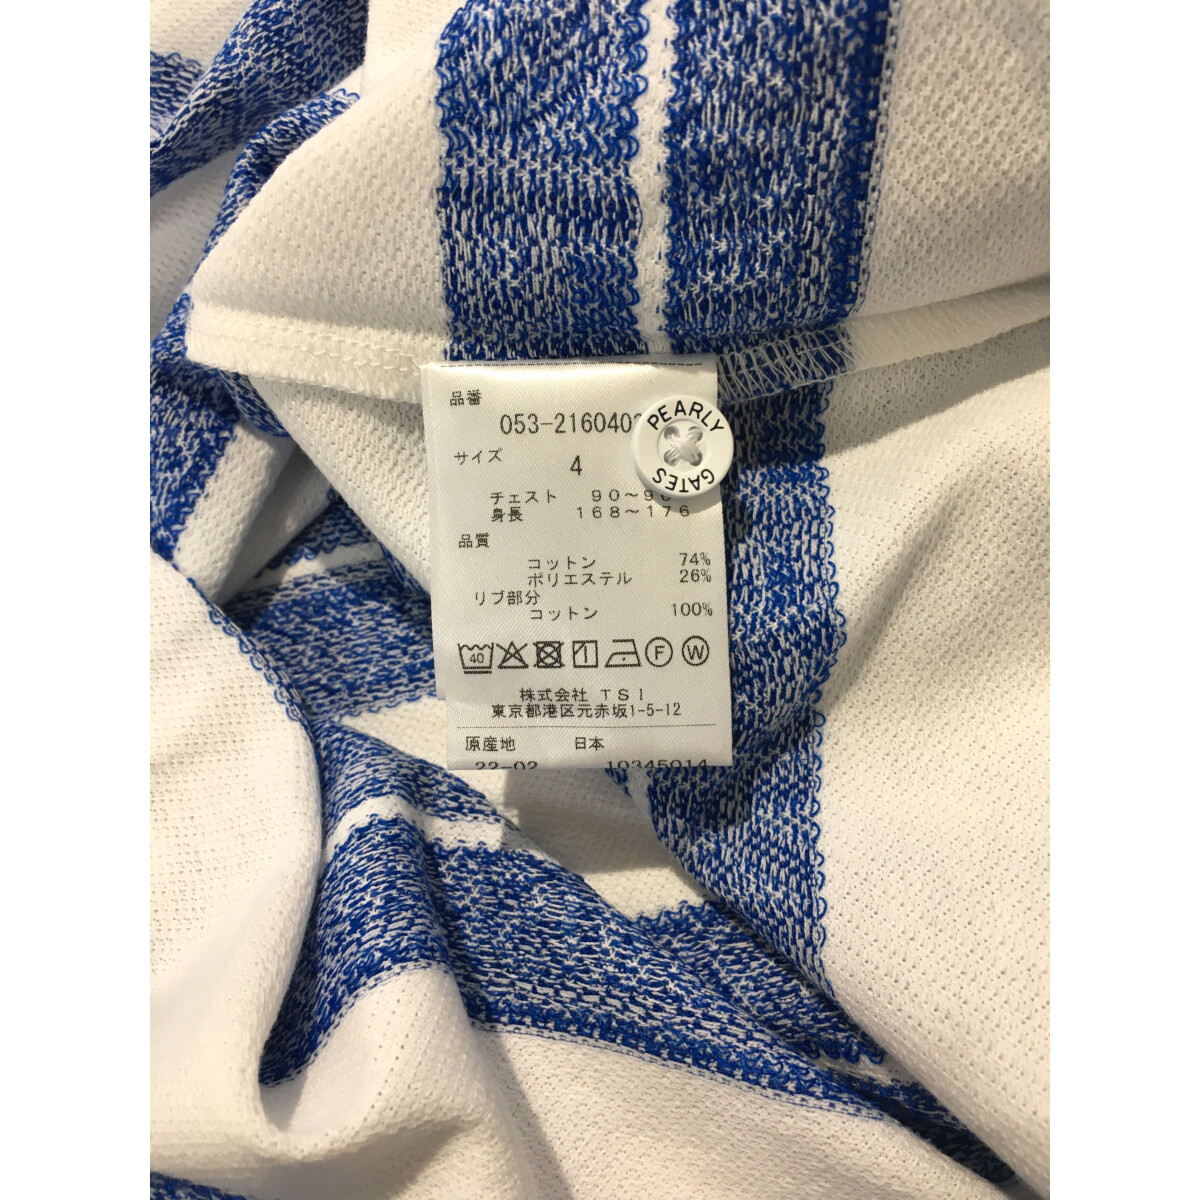 品番
053-216040
サイズ
4
チェスト 90～9
身長 168～176
品質
コットン 74%
ポリエステル 26%
リブ部分
コットン 100%
40
1
F
W
株式会社 TSI
東京都港区元赤坂1-5-12
原産地 日本
22-02 10345014
PEARLY
GATES